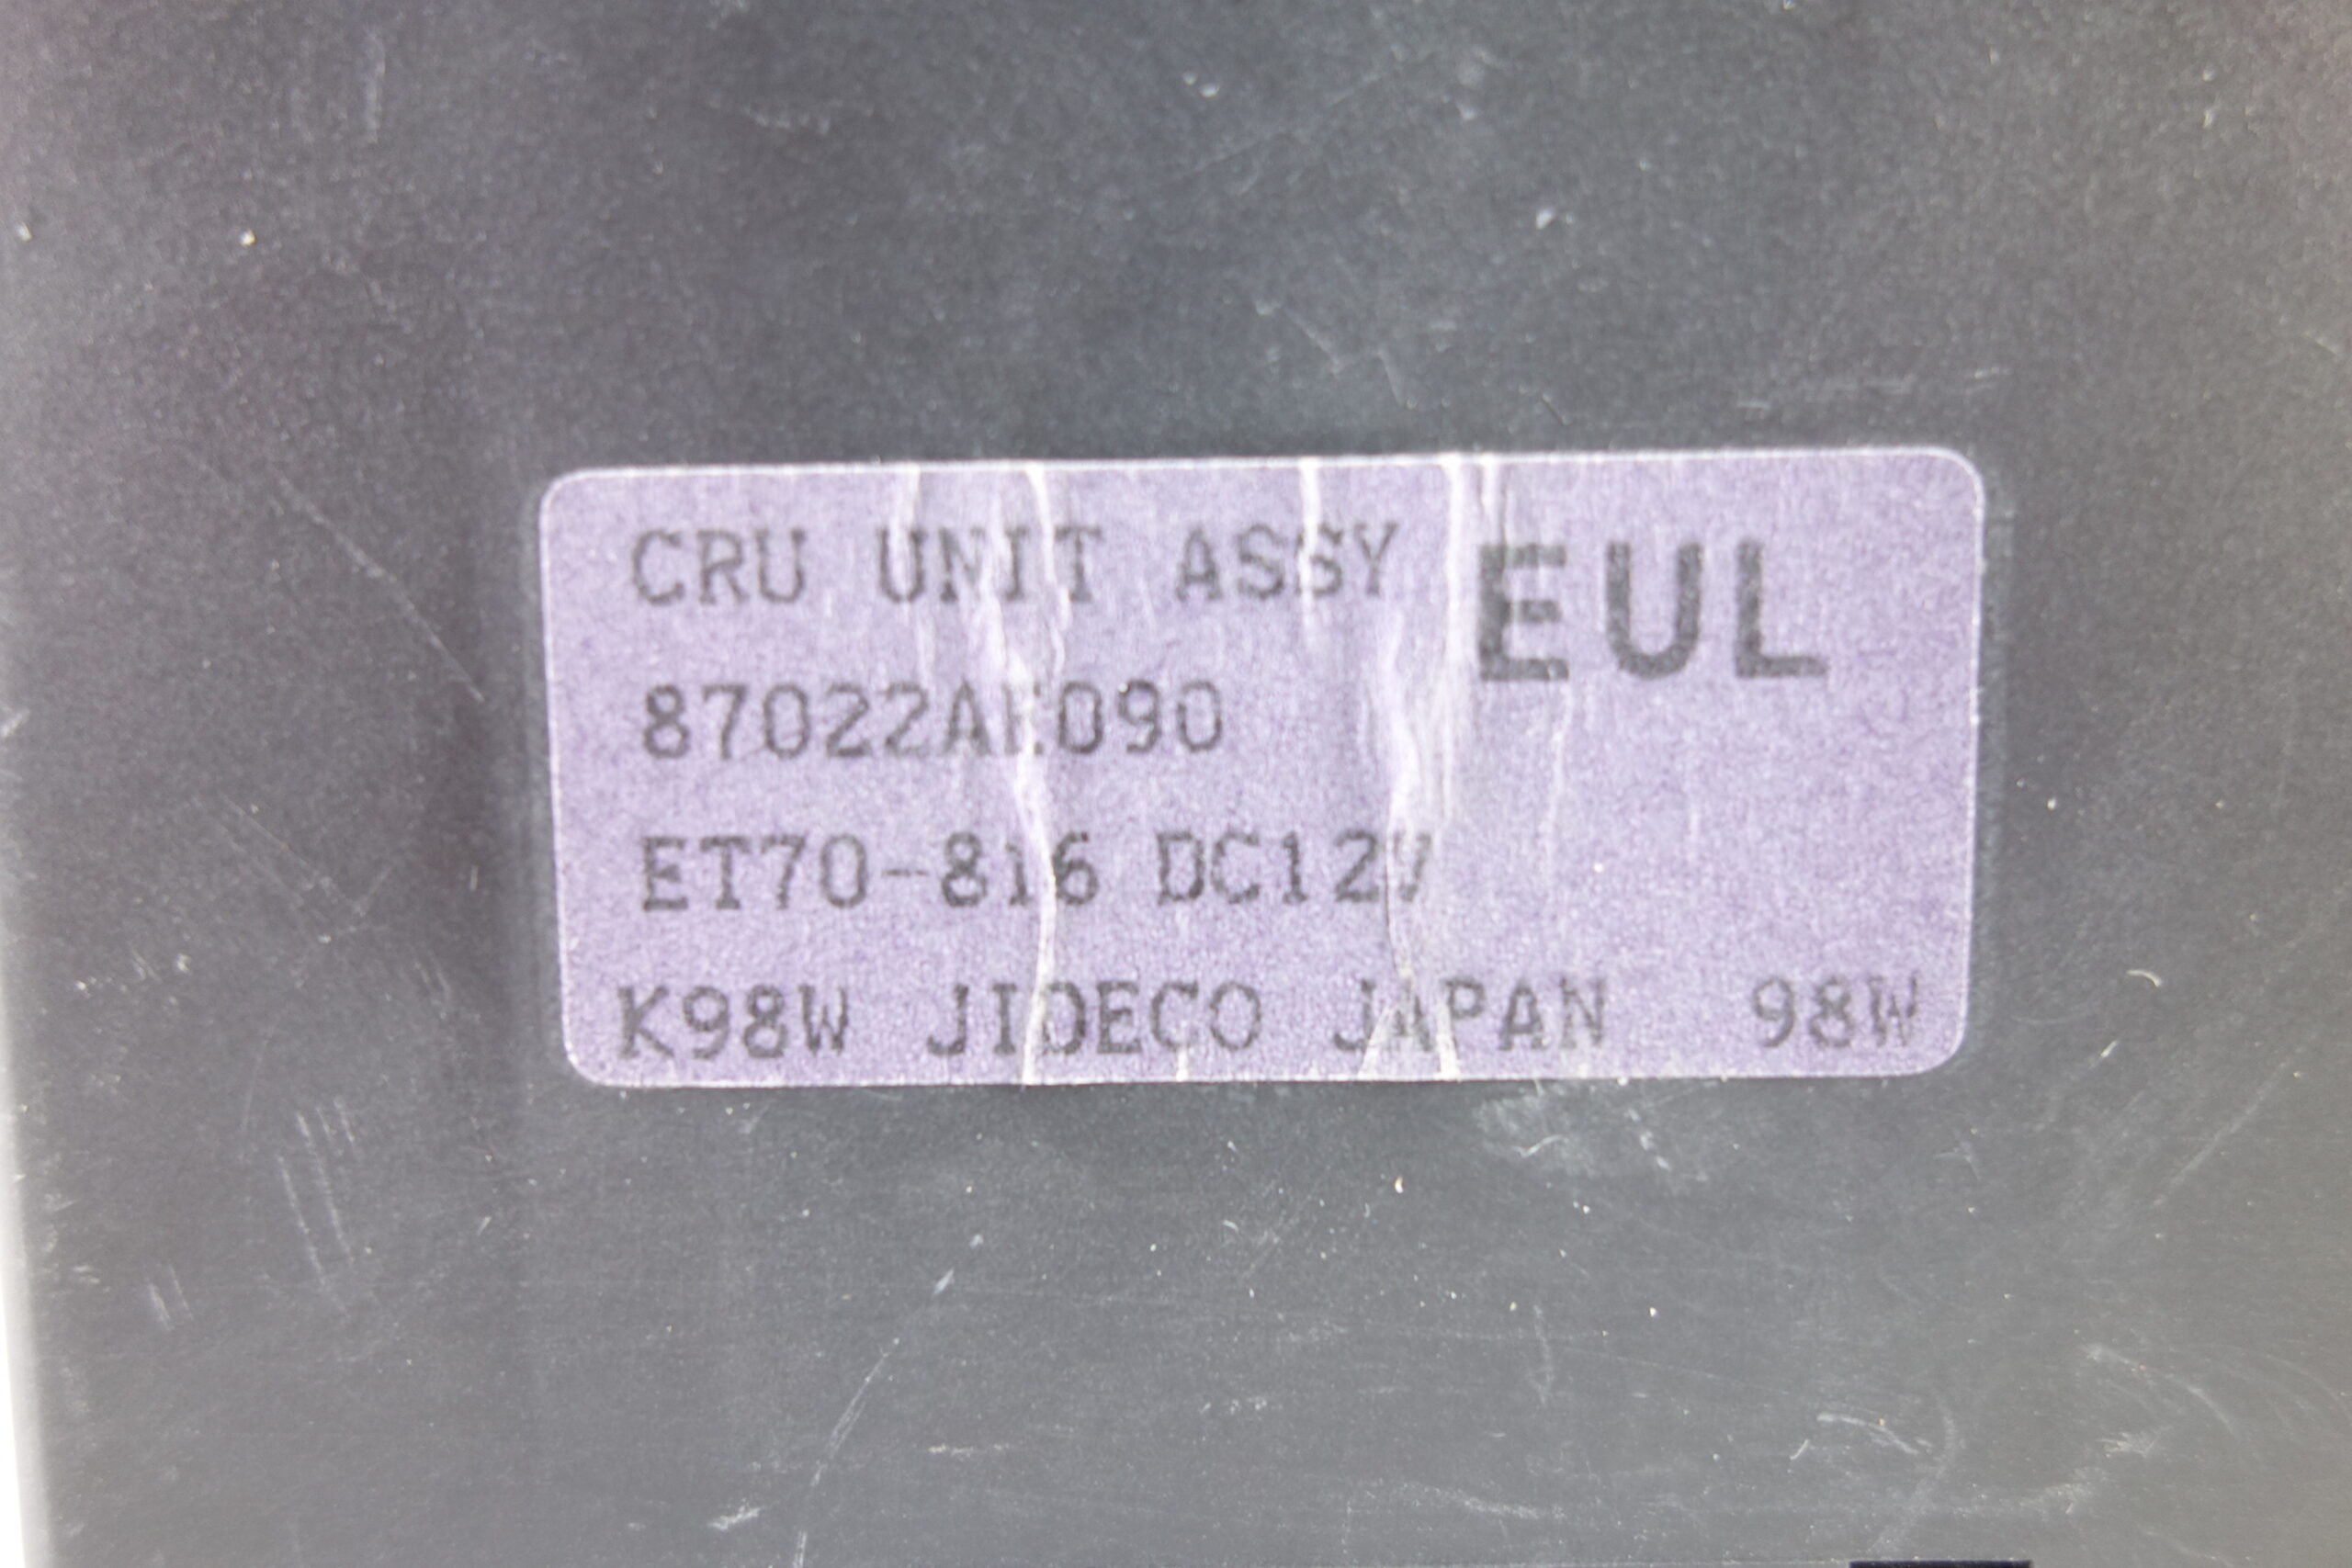 CRU UNIT ASSY EUL
87022AE090
ET70-816 DC12V
K98W JIDECO JAPAN 98W